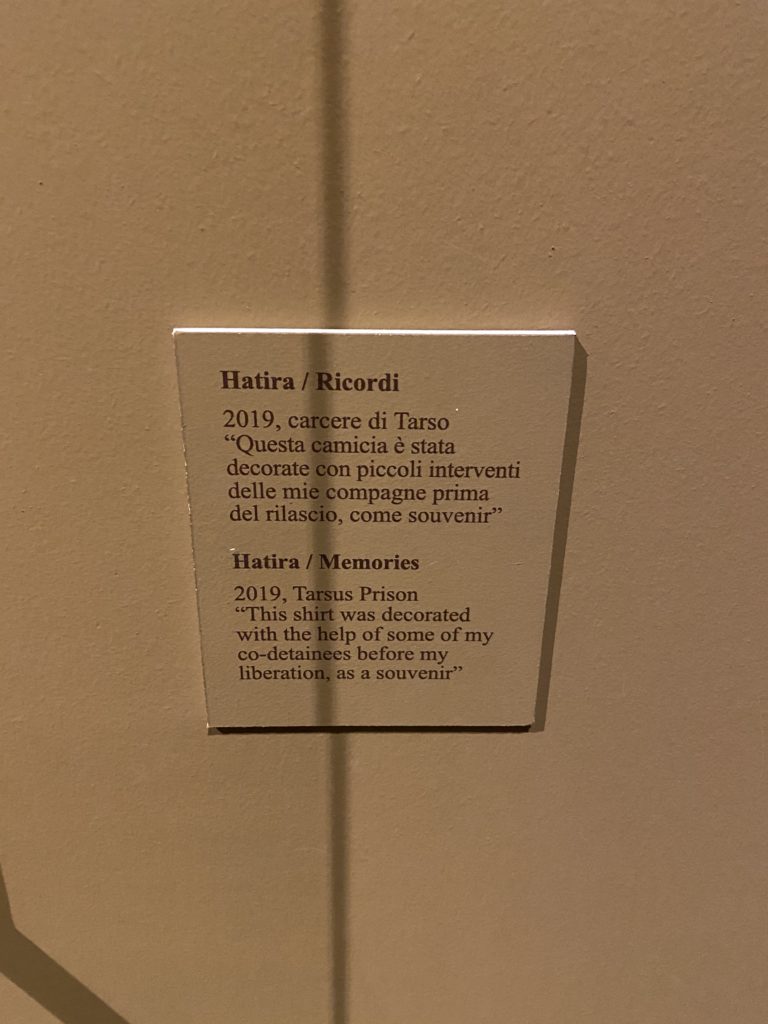 Hatira / Ricordi
2019, carcere di Tarso
“Questa camicia è stata
decorate con piccoli interventi
delle mie compagne prima
del rilascio, come souvenir”
Hatira / Memories
2019, Tarsus Prison
“This shirt was decorated
with the help of some of my
co-detainees before my
liberation, as a souvenir”